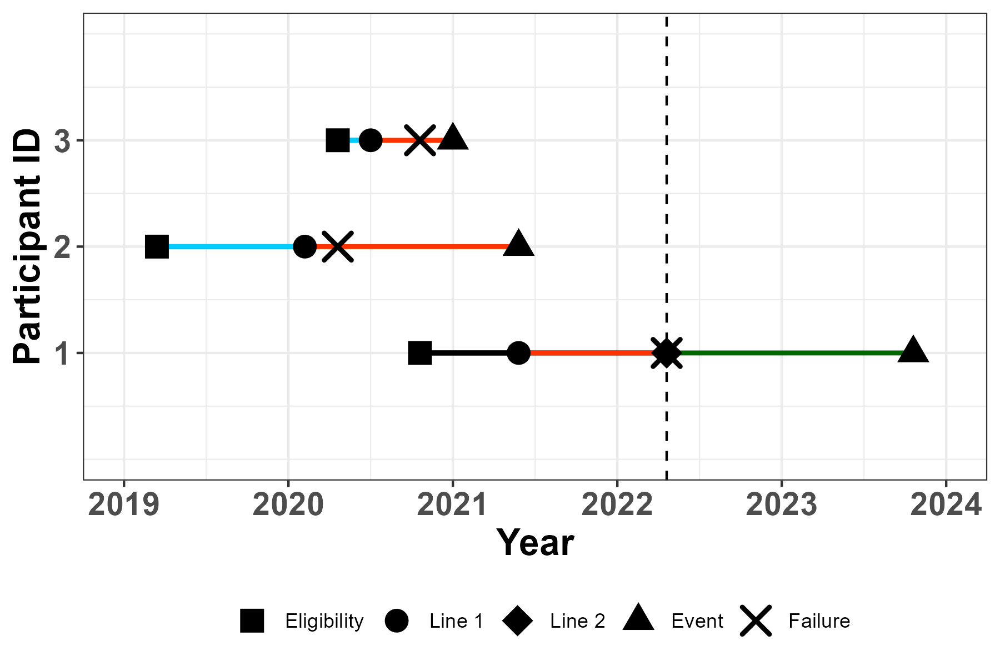 Participant ID
3
2
1
2019 2020 2021 2022 2023 2024
Year
Eligibility Line 1 Line 2 Event Failure